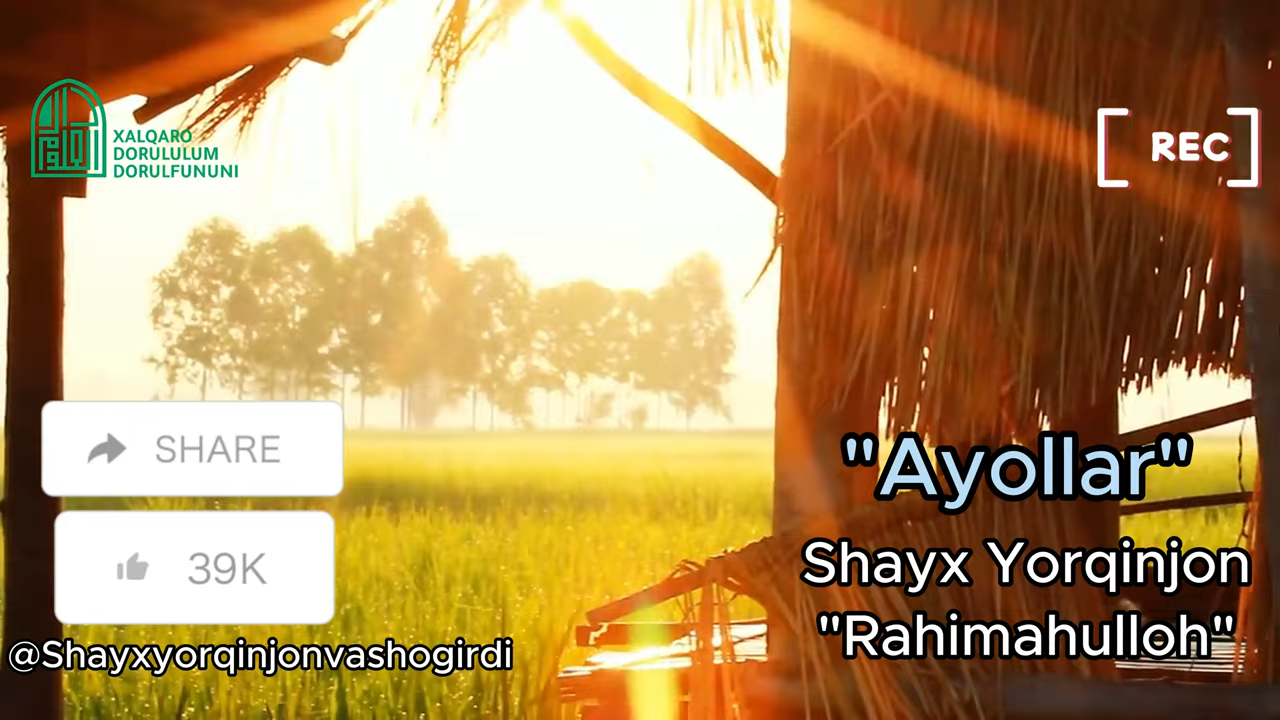 XALQARO
DORULULUM
DORULFUNUNI
REC
SHARE
39K
"Ayollar"
Shayx Yorqinjon
"Rahimahulloh"
@Shayxyorqinjonvashogirdi